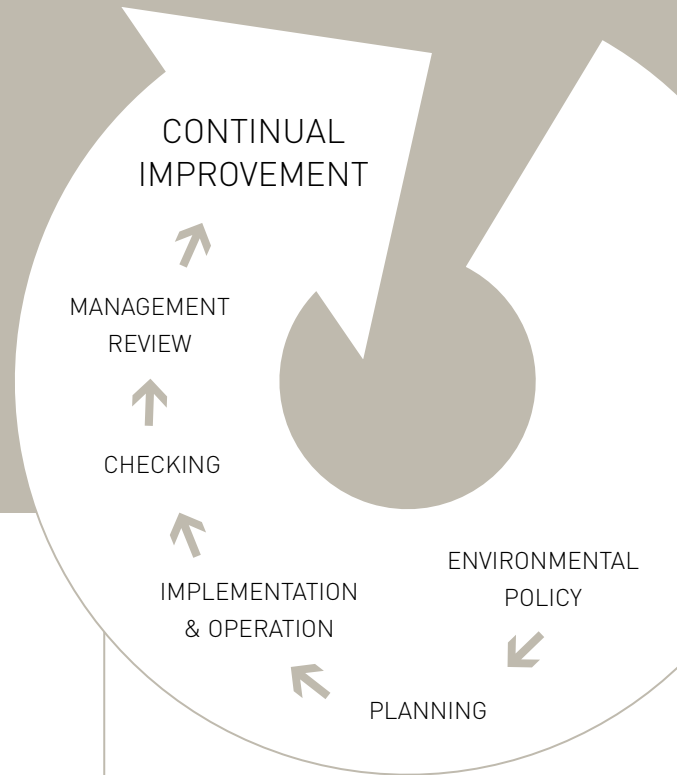 CONTINUAL
IMPROVEMENT
MANAGEMENT
REVIEW
CHECKING
IMPLEMENTATION
& OPERATION
ENVIRONMENTAL
POLICY
PLANNING